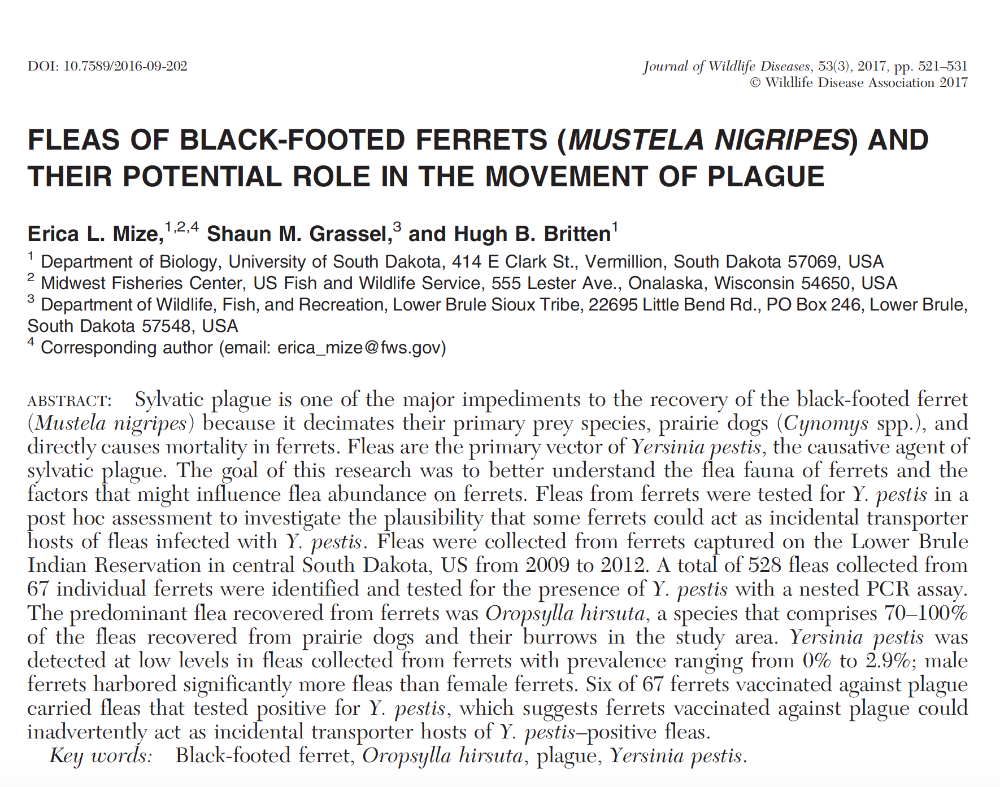 DOI: 10.7589/2016-09-202
Journal of Wildlife Diseases, 53(3), 2017, pp. 521–531
© Wildlife Disease Association 2017
FLEAS OF BLACK-FOOTED FERRETS (MUSTELA NIGRIPES) AND
THEIR POTENTIAL ROLE IN THE MOVEMENT OF PLAGUE
Erica L. Mize,1,2,4 Shaun M. Grassel,3 and Hugh B. Britten1
1 Department of Biology, University of South Dakota, 414 E Clark St., Vermillion, South Dakota 57069, USA
2 Midwest Fisheries Center, US Fish and Wildlife Service, 555 Lester Ave., Onalaska, Wisconsin 54650, USA
3 Department of Wildlife, Fish, and Recreation, Lower Brule Sioux Tribe, 22695 Little Bend Rd., PO Box 246, Lower Brule,
South Dakota 57548, USA
4 Corresponding author (email: erica_mize@fws.gov)
ABSTRACT: Sylvatic plague is one of the major impediments to the recovery of the black-footed ferret
(Mustela nigripes) because it decimates their primary prey species, prairie dogs (Cynomys spp.), and
directly causes mortality in ferrets. Fleas are the primary vector of Yersinia pestis, the causative agent of
sylvatic plague. The goal of this research was to better understand the flea fauna of ferrets and the
factors that might influence flea abundance on ferrets. Fleas from ferrets were tested for Y. pestis in a
post hoc assessment to investigate the plausibility that some ferrets could act as incidental transporter
hosts of fleas infected with Y. pestis. Fleas were collected from ferrets captured on the Lower Brule
Indian Reservation in central South Dakota, US from 2009 to 2012. A total of 528 fleas collected from
67 individual ferrets were identified and tested for the presence of Y. pestis with a nested PCR assay.
The predominant flea recovered from ferrets was Oropsylla hirsuta, a species that comprises 70–100%
of the fleas recovered from prairie dogs and their burrows in the study area. Yersinia pestis was
detected at low levels in fleas collected from ferrets with prevalence ranging from 0% to 2.9%; male
ferrets harbored significantly more fleas than female ferrets. Six of 67 ferrets vaccinated against plague
carried fleas that tested positive for Y. pestis, which suggests ferrets vaccinated against plague could
inadvertently act as incidental transporter hosts of Y. pestis–positive fleas.
Key words: Black-footed ferret, Oropsylla hirsuta, plague, Yersinia pestis.